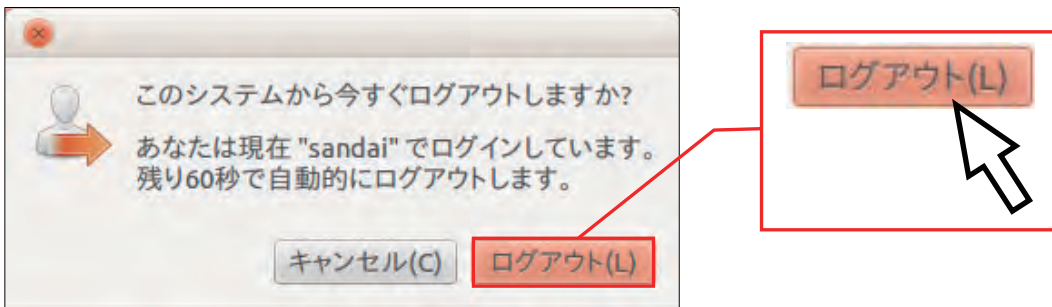 このシステムから今すぐログアウトしますか?
あなたは現在 "sandai" でログインしています。
残り60秒で自動的にログアウトします。
キャンセル(C)
ログアウト(L)
ログアウト(L)